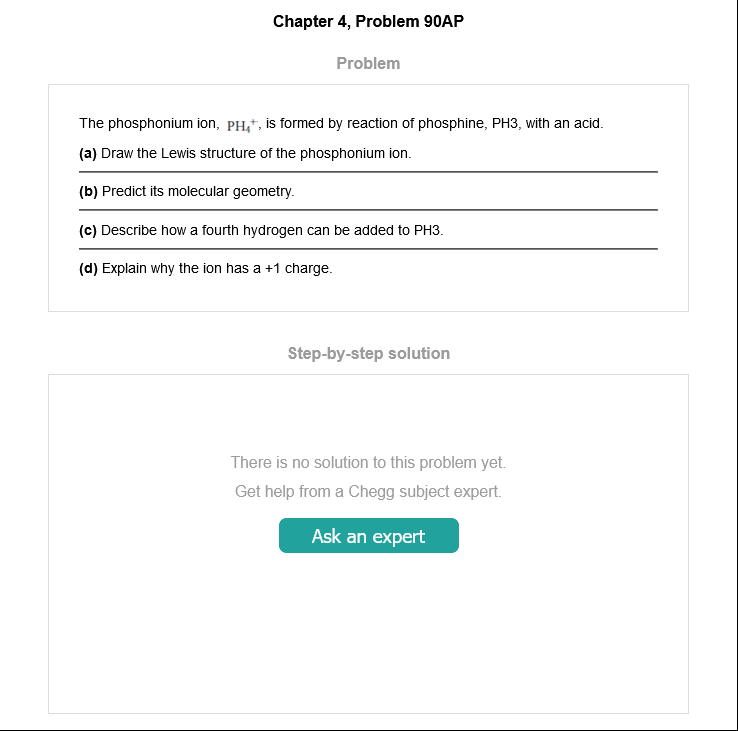 Chapter 4, Problem 90AP
Problem
The phosphonium ion, PH₄⁺, is formed by reaction of phosphine, PH3, with an acid.
(a) Draw the Lewis structure of the phosphonium ion.
(b) Predict its molecular geometry.
(c) Describe how a fourth hydrogen can be added to PH3.
(d) Explain why the ion has a +1 charge.
Step-by-step solution
There is no solution to this problem yet.
Get help from a Chegg subject expert.
Ask an expert